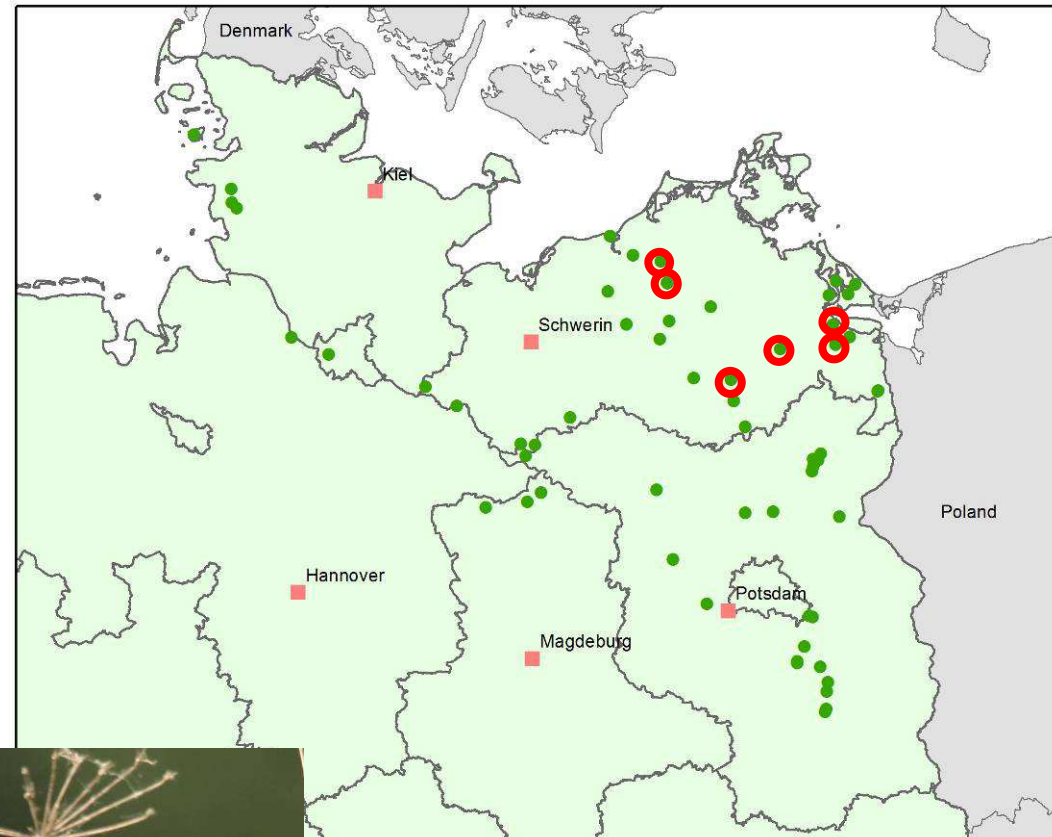 Denmark
Kiel
Schwerin
Poland
Hannover
Potsdam
Magdeburg